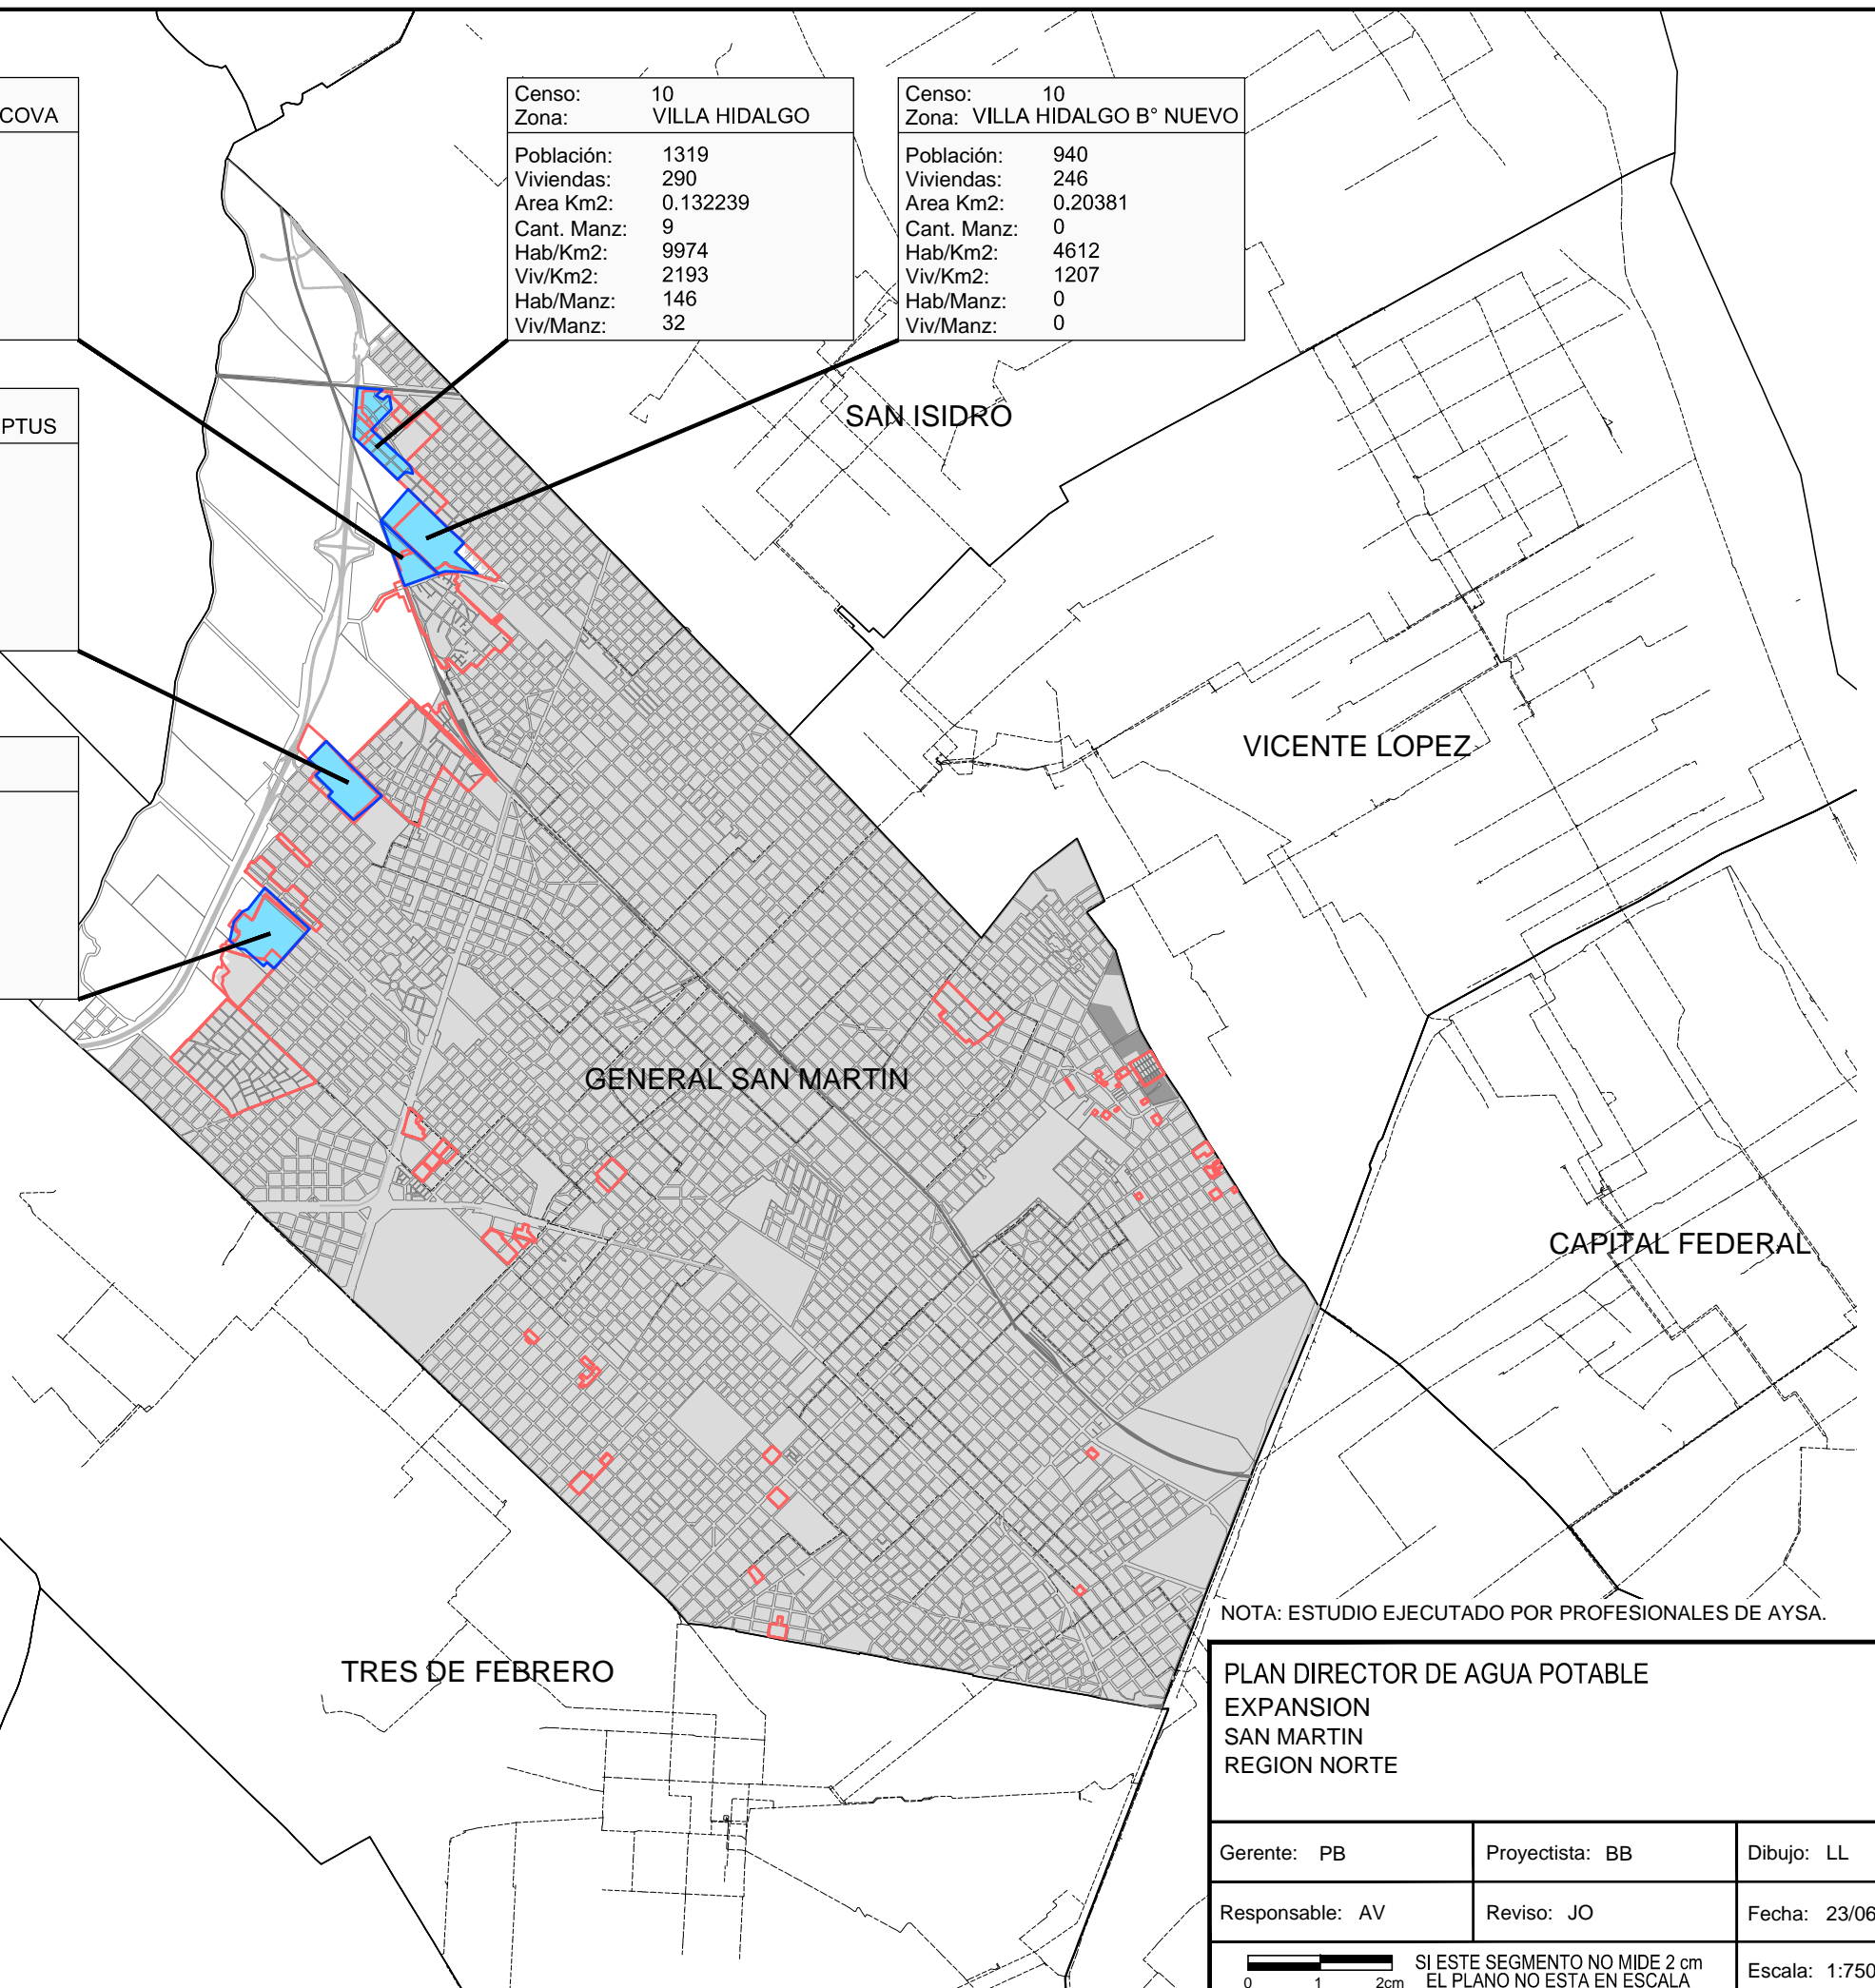 COVA
PTUS
Censo: 10
Zona: VILLA HIDALGO
Población: 1319
Viviendas: 290
Area Km2: 0.132239
Cant. Manz: 9
Hab/Km2: 9974
Viv/Km2: 2193
Hab/Manz: 146
Viv/Manz: 32
Censo: 10
Zona: VILLA HIDALGO B° NUEVO
Población: 940
Viviendas: 246
Area Km2: 0.20381
Cant. Manz: 0
Hab/Km2: 4612
Viv/Km2: 1207
Hab/Manz: 0
Viv/Manz: 0
SAN ISIDRO
VICENTE LOPEZ
GENERAL SAN MARTIN
CAPITAL FEDERAL
TRES DE FEBRERO
NOTA: ESTUDIO EJECUTADO POR PROFESIONALES DE AYSA.
PLAN DIRECTOR DE AGUA POTABLE
EXPANSION
SAN MARTIN
REGION NORTE
Gerente: PB
Proyectista: BB
Dibujo: LL
Responsable: AV
Reviso: JO
Fecha: 23/06
0 1 2cm
SI ESTE SEGMENTO NO MIDE 2 cm
EL PLANO NO ESTA EN ESCALA
Escala: 1:750